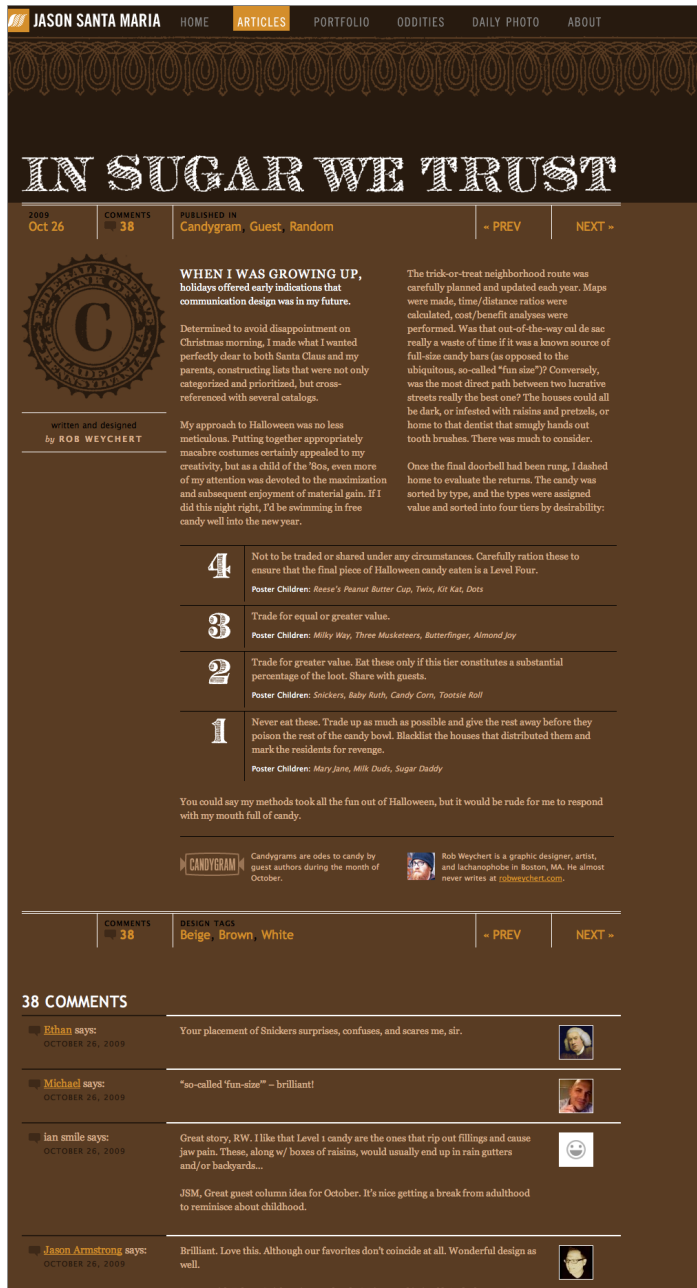 JASON SANTA MARIA
HOME
ARTICLES
PORTFOLIO
ODDITIES
DAILY PHOTO
ABOUT
IN SUGAR WE TRUST
2009
Oct 26
COMMENTS
38
PUBLISHED IN
Candygram, Guest, Random
« PREV
NEXT »
FEDERAL RESERVE
BANK OF
PHILADELPHIA
PENNSYLVANIA
C
written and designed
by ROB WEYCHERT
WHEN I WAS GROWING UP,
holidays offered early indications that
communication design was in my future.
Determined to avoid disappointment on
Christmas morning, I made what I wanted
perfectly clear to both Santa Claus and my
parents, constructing lists that were not only
categorized and prioritized, but cross-
referenced with several catalogs.
My approach to Halloween was no less
meticulous. Putting together appropriately
macabre costumes certainly appealed to my
creativity, but as a child of the ’80s, even more
of my attention was devoted to the maximization
and subsequent enjoyment of material gain. If I
did this night right, I’d be swimming in free
candy well into the new year.
The trick-or-treat neighborhood route was
carefully planned and updated each year. Maps
were made, time/distance ratios were
calculated, cost/benefit analyses were
performed. Was that out-of-the-way cul de sac
really a waste of time if it was a known source of
full-size candy bars (as opposed to the
ubiquitous, so-called “fun size”)? Conversely,
was the most direct path between two lucrative
streets really the best one? The houses could all
be dark, or infested with raisins and pretzels, or
home to that dentist that smugly hands out
tooth brushes. There was much to consider.
Once the final doorbell had been rung, I dashed
home to evaluate the returns. The candy was
sorted by type, and the types were assigned
value and sorted into four tiers by desirability:
4
Not to be traded or shared under any circumstances. Carefully ration these to
ensure that the final piece of Halloween candy eaten is a Level Four.
Poster Children: Reese’s Peanut Butter Cup, Twix, Kit Kat, Dots
3
Trade for equal or greater value.
Poster Children: Milky Way, Three Musketeers, Butterfinger, Almond Joy
2
Trade for greater value. Eat these only if this tier constitutes a substantial
percentage of the loot. Share with guests.
Poster Children: Snickers, Baby Ruth, Candy Corn, Tootsie Roll
1
Never eat these. Trade up as much as possible and give the rest away before they
poison the rest of the candy bowl. Blacklist the houses that distributed them and
mark the residents for revenge.
Poster Children: Mary Jane, Milk Duds, Sugar Daddy
You could say my methods took all the fun out of Halloween, but it would be rude for me to respond
with my mouth full of candy.
CANDYGRAM
Candygrams are odes to candy by
guest authors during the month of
October.
Rob Weychert is a graphic designer, artist,
and lachanophobe in Boston, MA. He almost
never writes at robweychert.com.
COMMENTS
38
DESIGN TAGS
Beige, Brown, White
« PREV
NEXT »
38 COMMENTS
Ethan says:
OCTOBER 26, 2009
Your placement of Snickers surprises, confuses, and scares me, sir.
Michael says:
OCTOBER 26, 2009
“so-called ‘fun-size’” – brilliant!
ian smile says:
OCTOBER 26, 2009
Great story, RW. I like that Level 1 candy are the ones that rip out fillings and cause
jaw pain. These, along w/ boxes of raisins, would usually end up in rain gutters
and/or backyards...
JSM, Great guest column idea for October. It’s nice getting a break from adulthood
to reminisce about childhood.
Jason Armstrong says:
OCTOBER 26, 2009
Brilliant. Love this. Although our favorites don’t coincide at all. Wonderful design as
well.